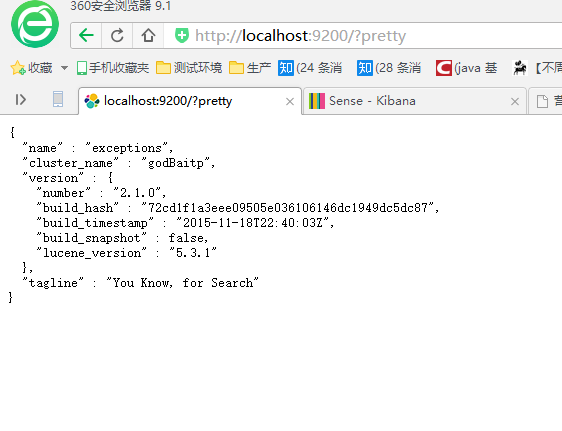 360安全浏览器 9.1
http://localhost:9200/?pretty
收藏 手机收藏夹 测试环境 生产 知 (24 条消 知 (28 条消 C (java 基 【不周
localhost:9200/?pretty × Sense - Kibana × 营
{
"name" : "exceptions",
"cluster_name" : "godBaitp",
"version" : {
"number" : "2.1.0",
"build_hash" : "72cd1f1a3eee09505e036106146dc1949dc5dc87",
"build_timestamp" : "2015-11-18T22:40:03Z",
"build_snapshot" : false,
"lucene_version" : "5.3.1"
},
"tagline" : "You Know, for Search"
}